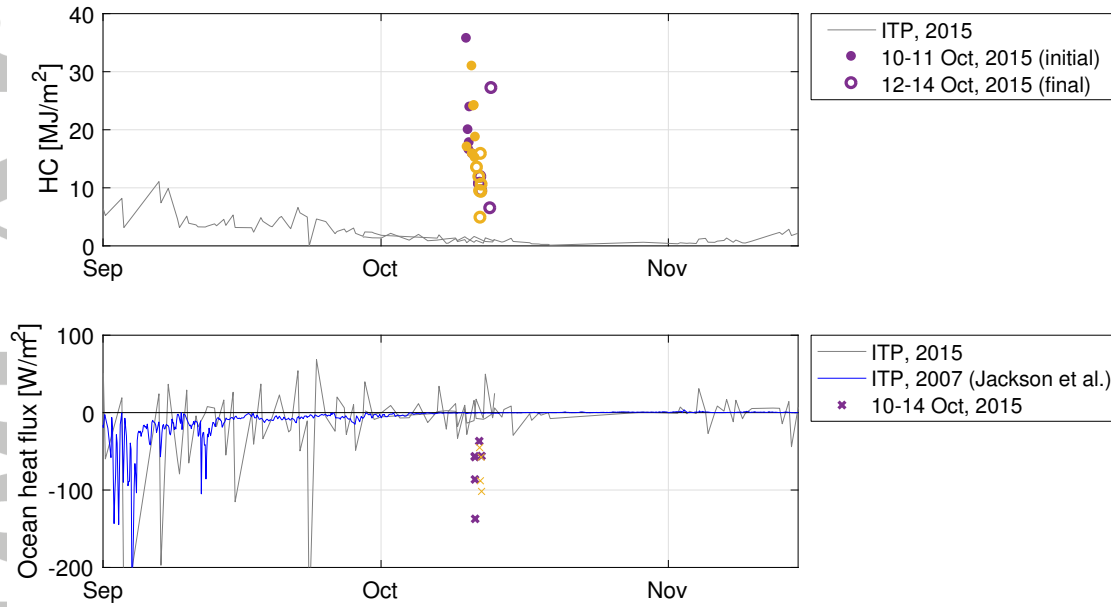 40
30
20
10
0
HC [MJ/m²]
Sep
Oct
Nov
ITP, 2015
10-11 Oct, 2015 (initial)
12-14 Oct, 2015 (final)
100
0
-100
-200
Ocean heat flux [W/m²]
Sep
Oct
Nov
ITP, 2015
ITP, 2007 (Jackson et al.)
10-14 Oct, 2015